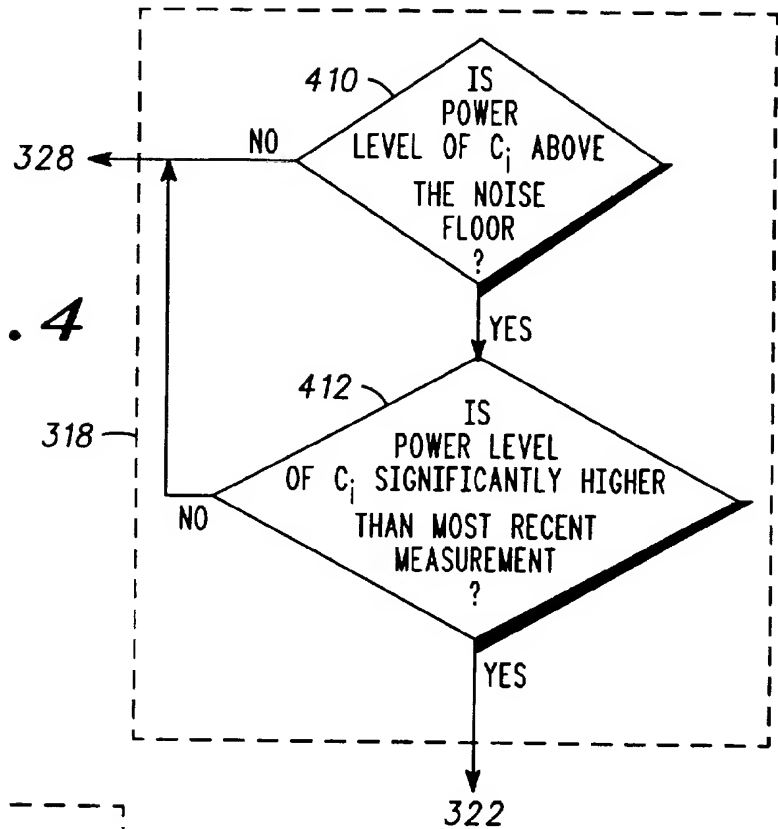 410
IS
POWER
LEVEL OF Ci ABOVE
THE NOISE
FLOOR
?
NO
328
YES
. 4
412
318
IS
POWER LEVEL
OF Ci SIGNIFICANTLY HIGHER
THAN MOST RECENT
MEASUREMENT
?
NO
YES
322